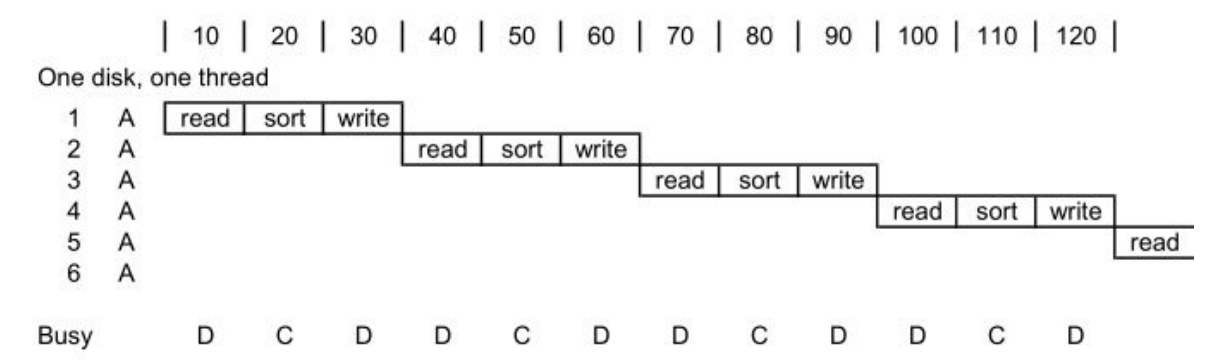 | 10 | 20 | 30 | 40 | 50 | 60 | 70 | 80 | 90 | 100 | 110 | 120 |
One disk, one thread
1 A read sort write
2 A read sort write
3 A read sort write
4 A read sort write
5 A read
6 A
Busy D C D D C D D C D D C D